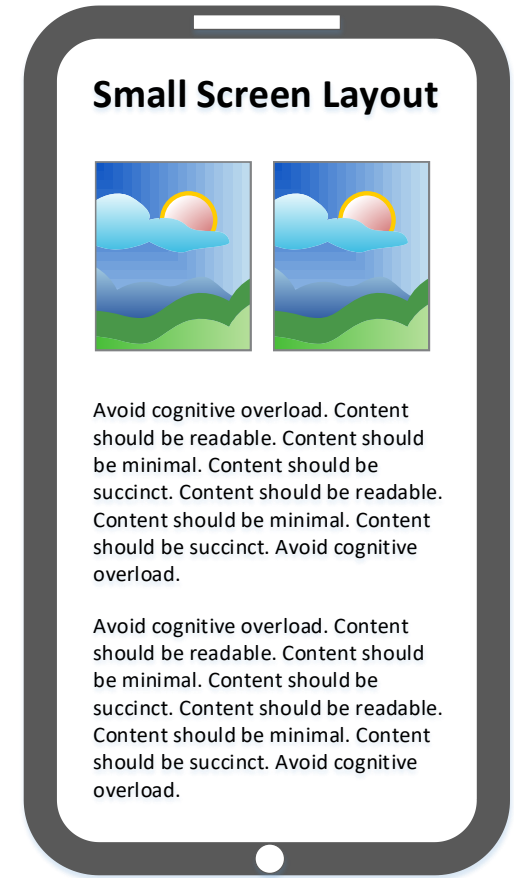 Small Screen Layout
Avoid cognitive overload. Content
should be readable. Content should
be minimal. Content should be
succinct. Content should be readable.
Content should be minimal. Content
should be succinct. Avoid cognitive
overload.
Avoid cognitive overload. Content
should be readable. Content should
be minimal. Content should be
succinct. Content should be readable.
Content should be minimal. Content
should be succinct. Avoid cognitive
overload.